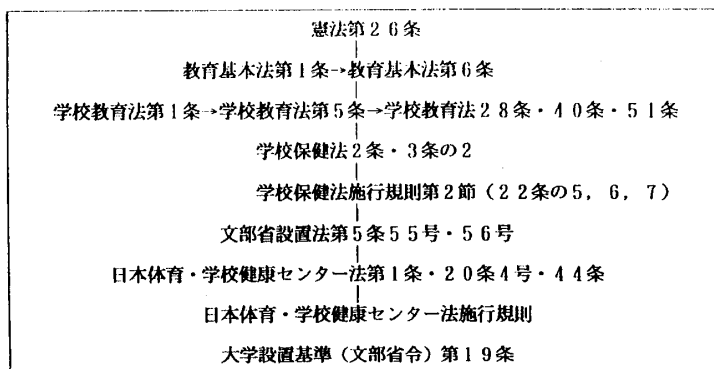 憲法第26条
教育基本法第1条→教育基本法第6条
学校教育法第1条→学校教育法第5条→学校教育法28条・40条・51条
学校保健法2条・3条の2
学校保健法施行規則第2節(22条の5,6,7)
文部省設置法第5条55号・56号
日本体育・学校健康センター法第1条・20条4号・44条
日本体育・学校健康センター法施行規則
大学設置基準(文部省令)第19条